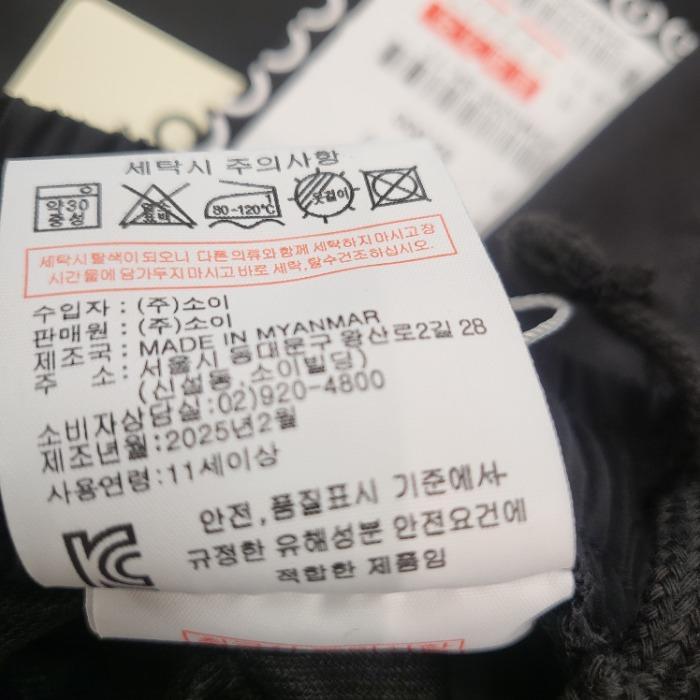 세탁시 주의사항
약30
중성
염소
표백
80~120℃
옷걸이
세탁시 탈색이 되오니 다른 의류와 함께 세탁하지 마시고 장
시간 물에 담가두지 마시고 바로 세탁, 탈수건조하십시오.
수입자 : (주)소이
판매원 : (주)소이
제조국 : MADE IN MYANMAR
주 소 : 서울시 동대문구 왕산로2길 28
(신설동, 소이빌딩)
소비자상담실:02)920-4800
제조년월:2025년2월
사용연령:11세이상
안전,품질표시 기준에서
규정한 유해성분 안전요건에
적합한 제품임